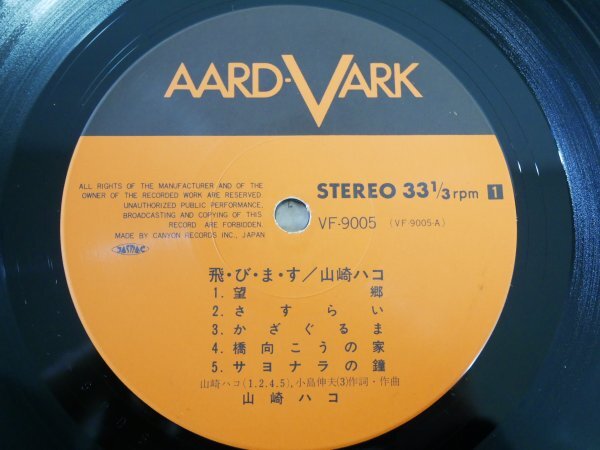 AARD-VARK
ALL RIGHTS OF THE MANUFACTURER AND OF THE
OWNER OF THE RECORDED WORK ARE RESERVED
UNAUTHORIZED PUBLIC PERFORMANCE,
BROADCASTING AND COPYING OF THIS
RECORD ARE FORBIDDEN.
MADE BY CANYON RECORDS INC., JAPAN
JASRAC
STEREO 33 1/3 rpm 1
VF-9005 (VF-9005-A)
飛・び・ま・す/山崎ハコ
1. 望郷
2. さすらい
3. かざぐるま
4. 橋向こうの家
5. サヨナラの鐘
山崎ハコ(1.2.4.5),小島伸夫(3)作詞・作曲
山崎ハコ